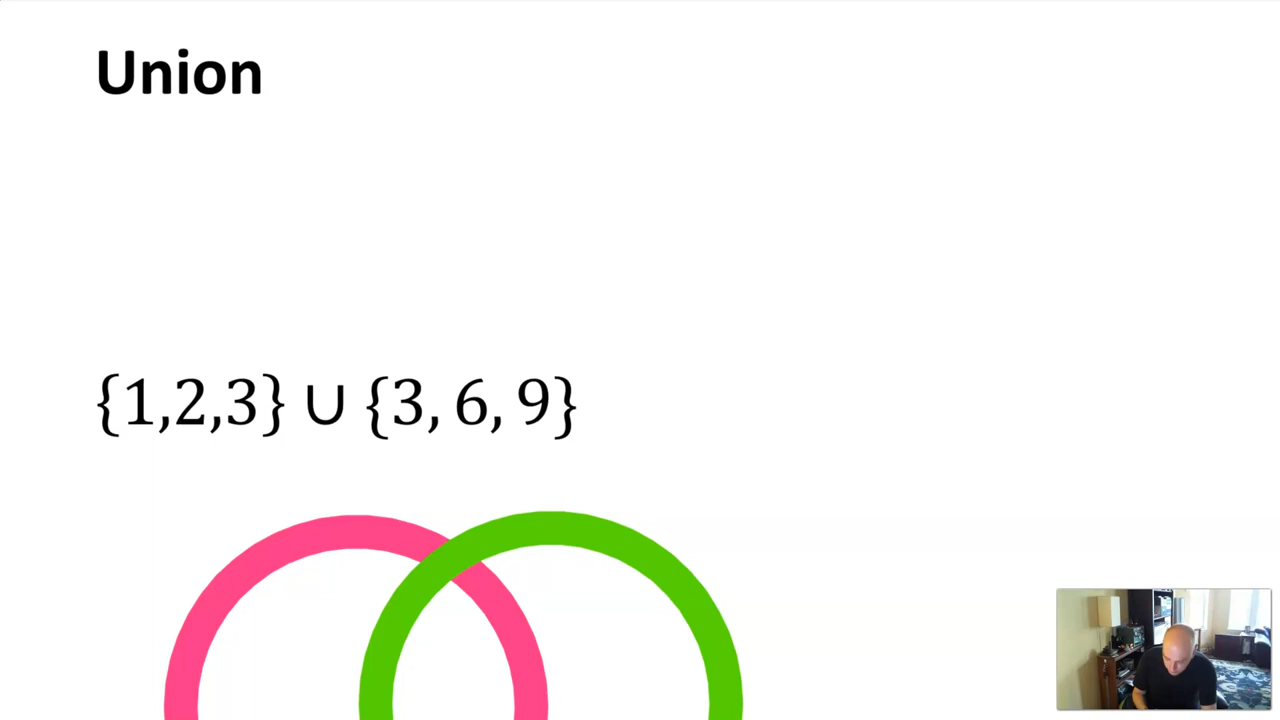 Union
{1,2,3} ∪ {3, 6, 9}